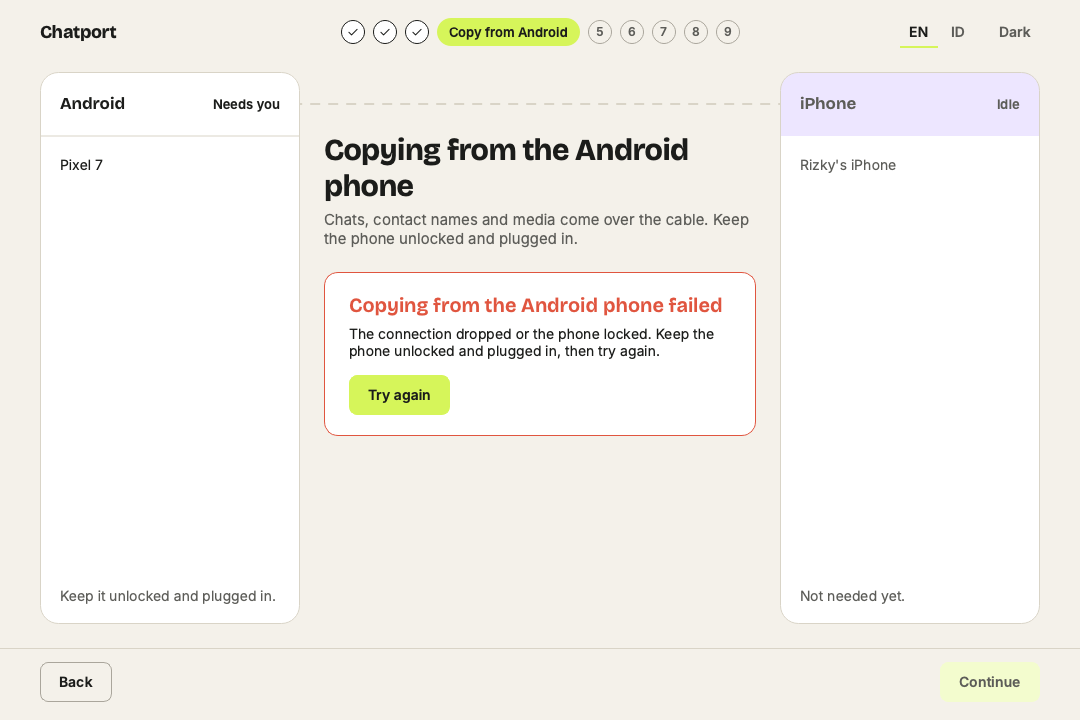 Chatport
Copy from Android
5
6
7
8
9
EN
ID
Dark
Android
Needs you
Pixel 7
Keep it unlocked and plugged in.
Copying from the Android
phone
Chats, contact names and media come over the cable. Keep
the phone unlocked and plugged in.
Copying from the Android phone failed
The connection dropped or the phone locked. Keep the
phone unlocked and plugged in, then try again.
Try again
iPhone
Idle
Rizky's iPhone
Not needed yet.
Back
Continue